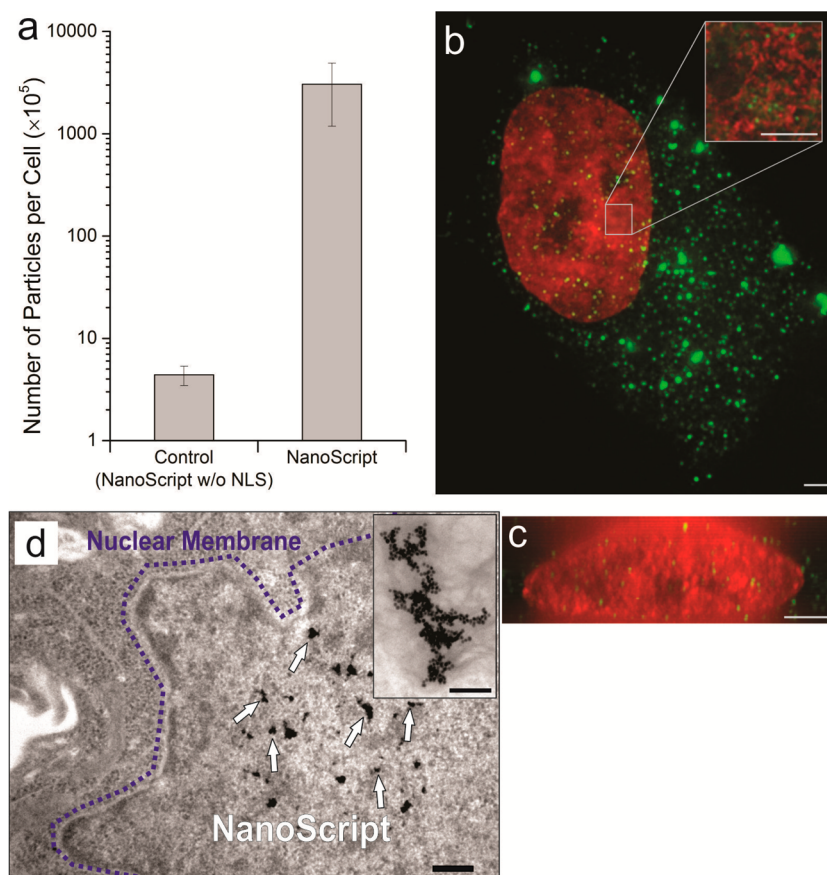 a
Number of Particles per Cell (×10⁵)
10000
1000
100
10
1
Control
(NanoScript w/o NLS)
NanoScript
b
d
Nuclear Membrane
NanoScript
c